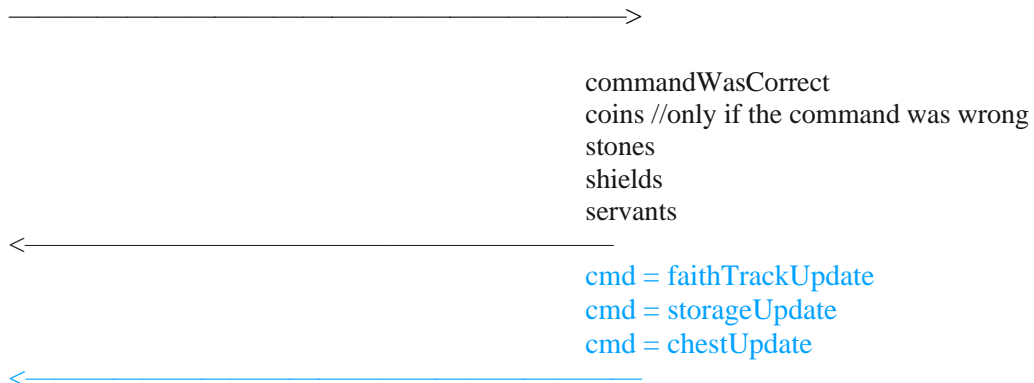 commandWasCorrect
coins //only if the command was wrong
stones
shields
servants
cmd = faithTrackUpdate
cmd = storageUpdate
cmd = chestUpdate